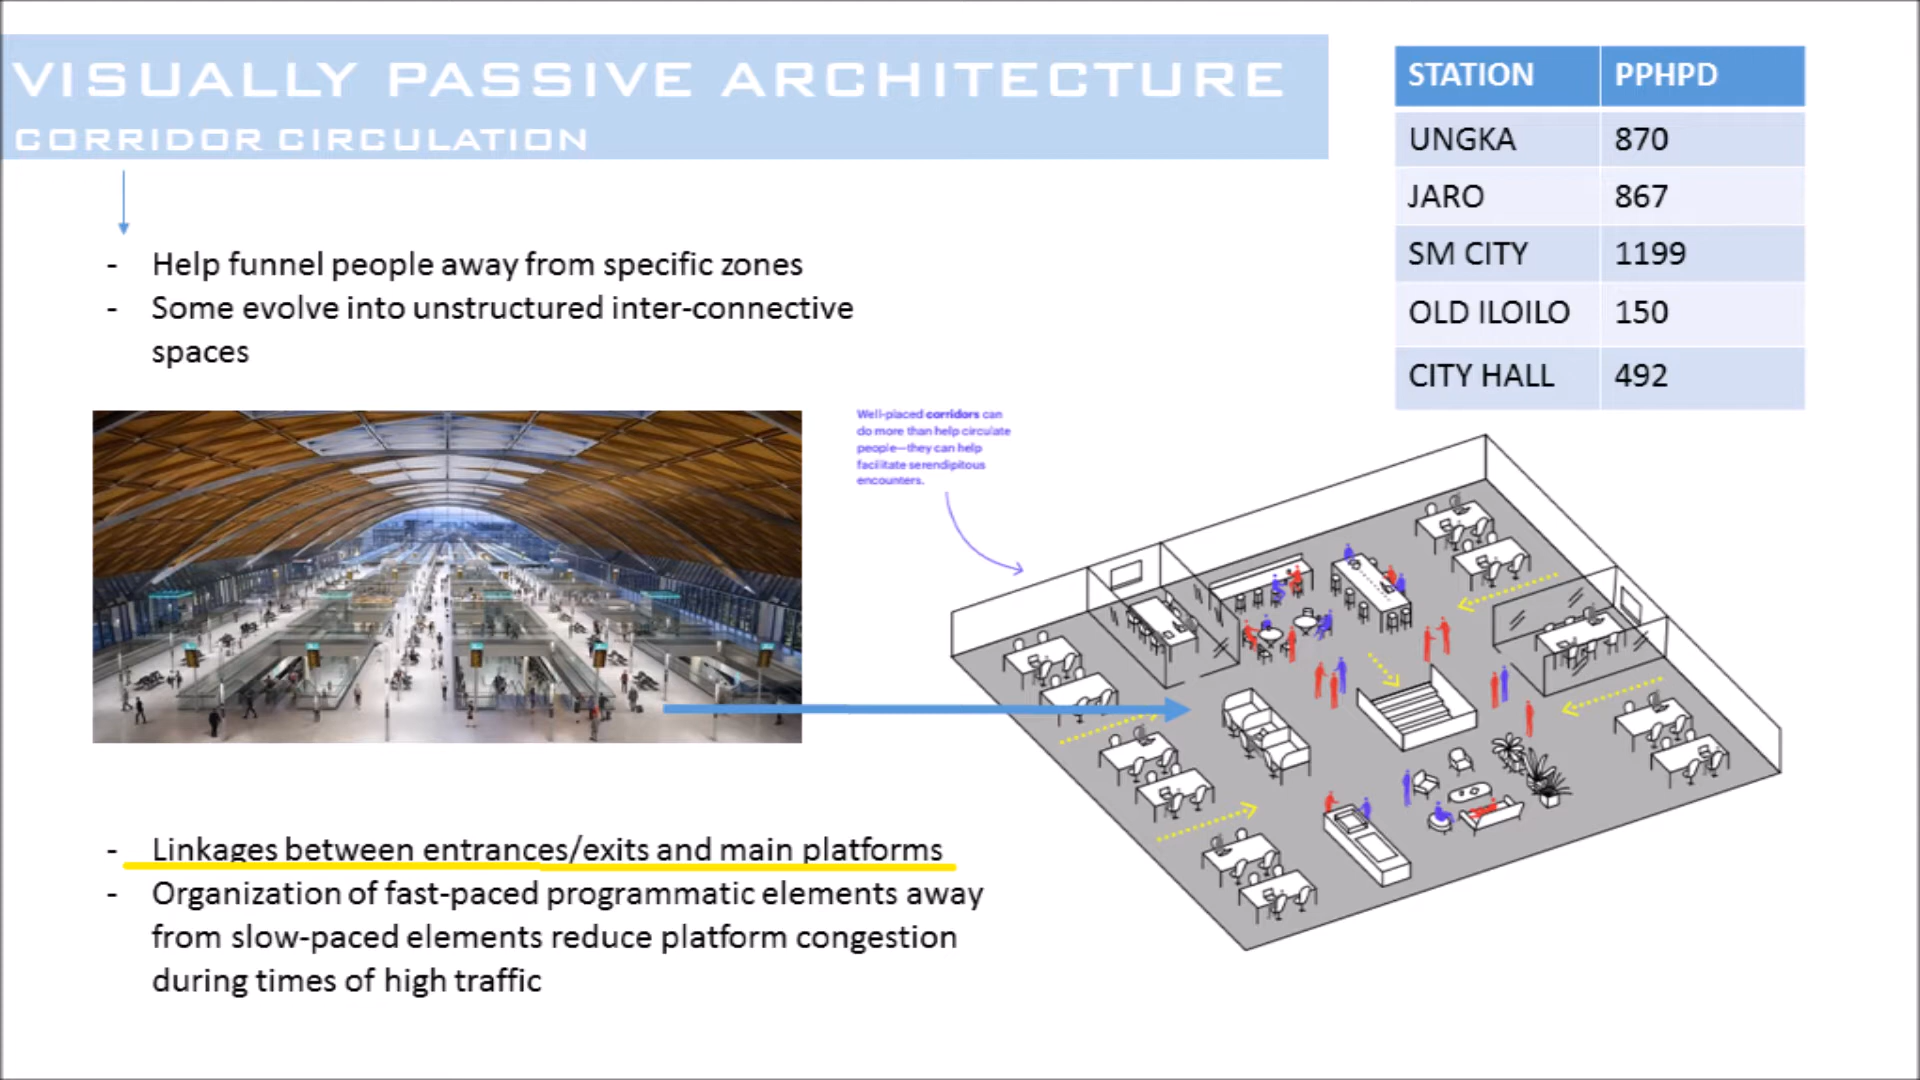 VISUALLY PASSIVE ARCHITECTURE
CORRIDOR CIRCULATION
- Help funnel people away from specific zones
- Some evolve into unstructured inter-connective
spaces
STATION PPHPD
UNGKA 870
JARO 867
SM CITY 1199
OLD ILOILO 150
CITY HALL 492
Well-placed corridors can
do more than help circulate
people—they can help
facilitate serendipitous
encounters.
- Linkages between entrances/exits and main platforms
- Organization of fast-paced programmatic elements away
from slow-paced elements reduce platform congestion
during times of high traffic